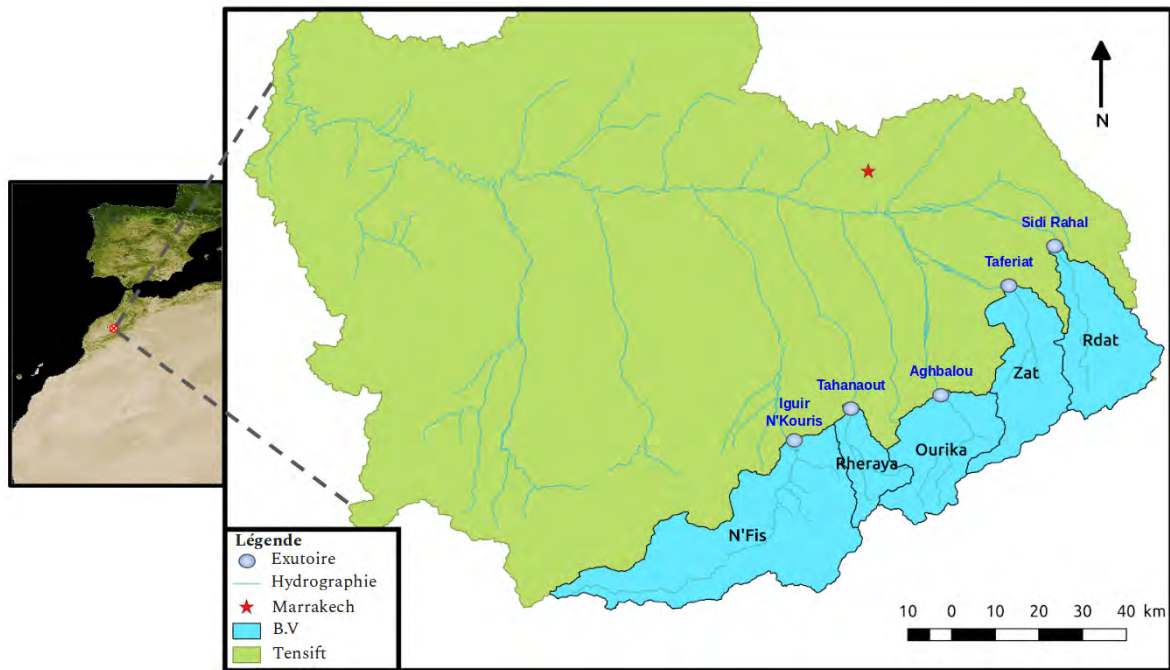 N
Sidi Rahal
Taferiat
Rdat
Zat
Aghbalou
Tahanaout
Iguir
N'Kouris
Ourika
Rheraya
N'Fis
Légende
Exutoire
Hydrographie
Marrakech
B.V
Tensift
10 0 10 20 30 40 km